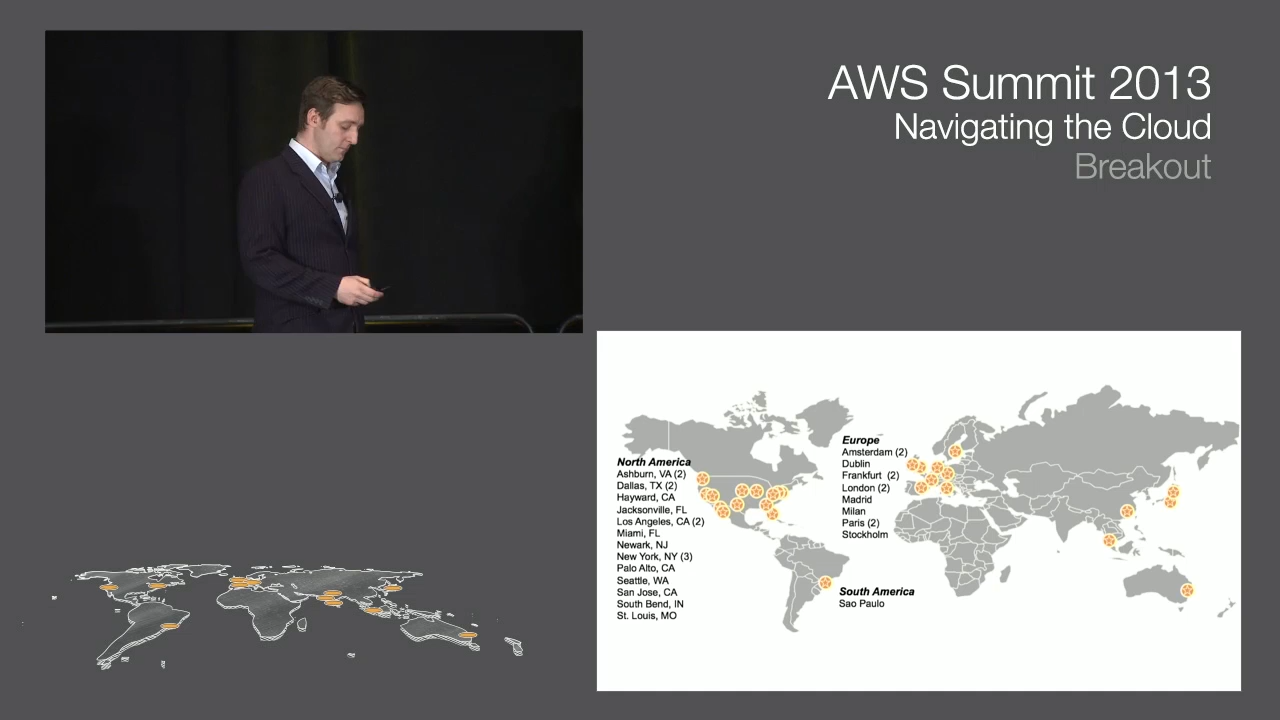 AWS Summit 2013
Navigating the Cloud
Breakout
North America
Ashburn, VA (2)
Dallas, TX (2)
Hayward, CA
Jacksonville, FL
Los Angeles, CA (2)
Miami, FL
Newark, NJ
New York, NY (3)
Palo Alto, CA
Seattle, WA
San Jose, CA
South Bend, IN
St. Louis, MO
Europe
Amsterdam (2)
Dublin
Frankfurt (2)
London (2)
Madrid
Milan
Paris (2)
Stockholm
South America
Sao Paulo